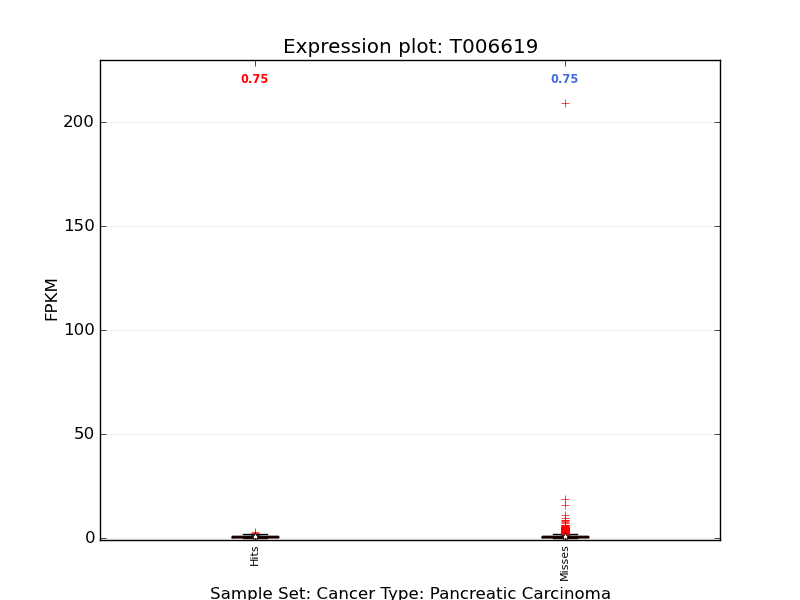 Expression plot: T006619
0.75
0.75
200
150
100
50
0
FPKM
Hits
Misses
Sample Set: Cancer Type: Pancreatic Carcinoma